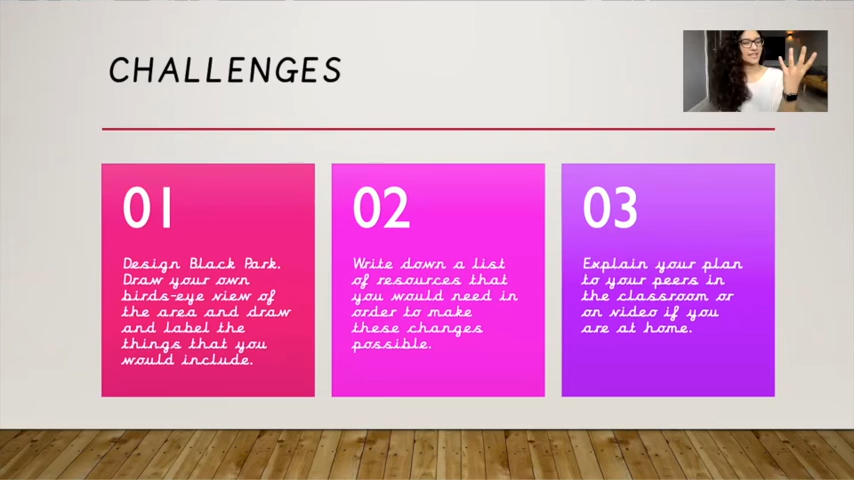 CHALLENGES
01
Design Black Park.
Draw your own
birds-eye view of
the area and draw
and label the
things that you
would include.
02
Write down a list
of resources that
you would need in
order to make
these changes
possible.
03
Explain your plan
to your peers in
the classroom or
on video if you
are at home.